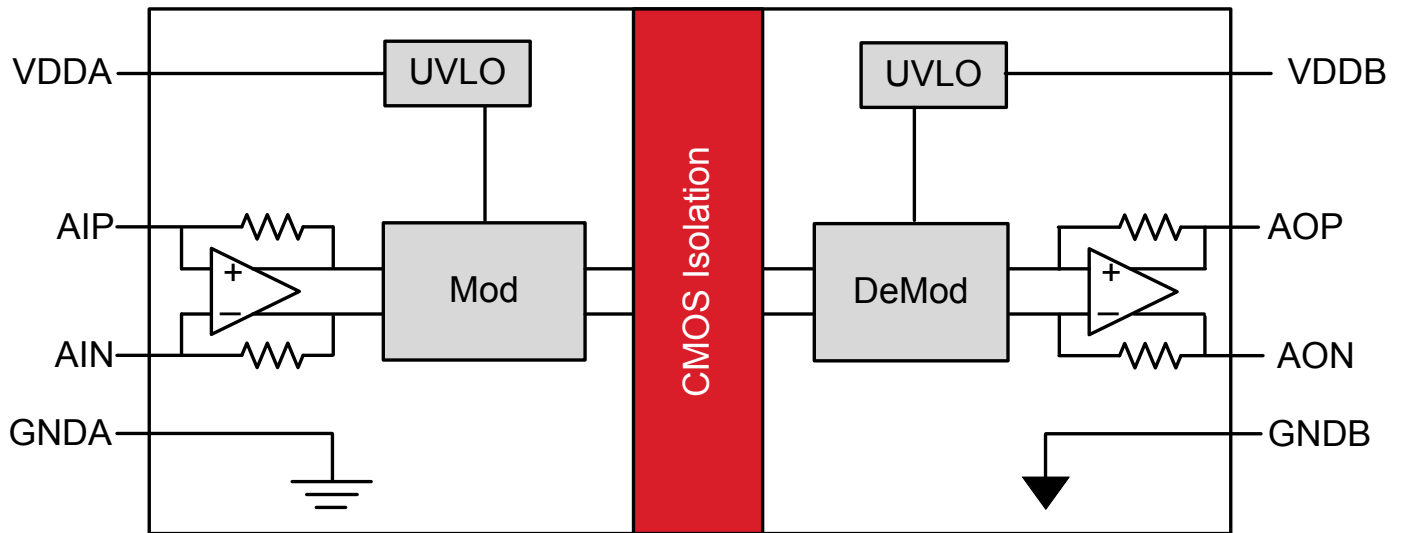 VDDA
UVLO
UVLO
VDDB
AIP
AOP
+
−
Mod
CMOS Isolation
DeMod
+
−
AIN
AON
GNDA
GNDB